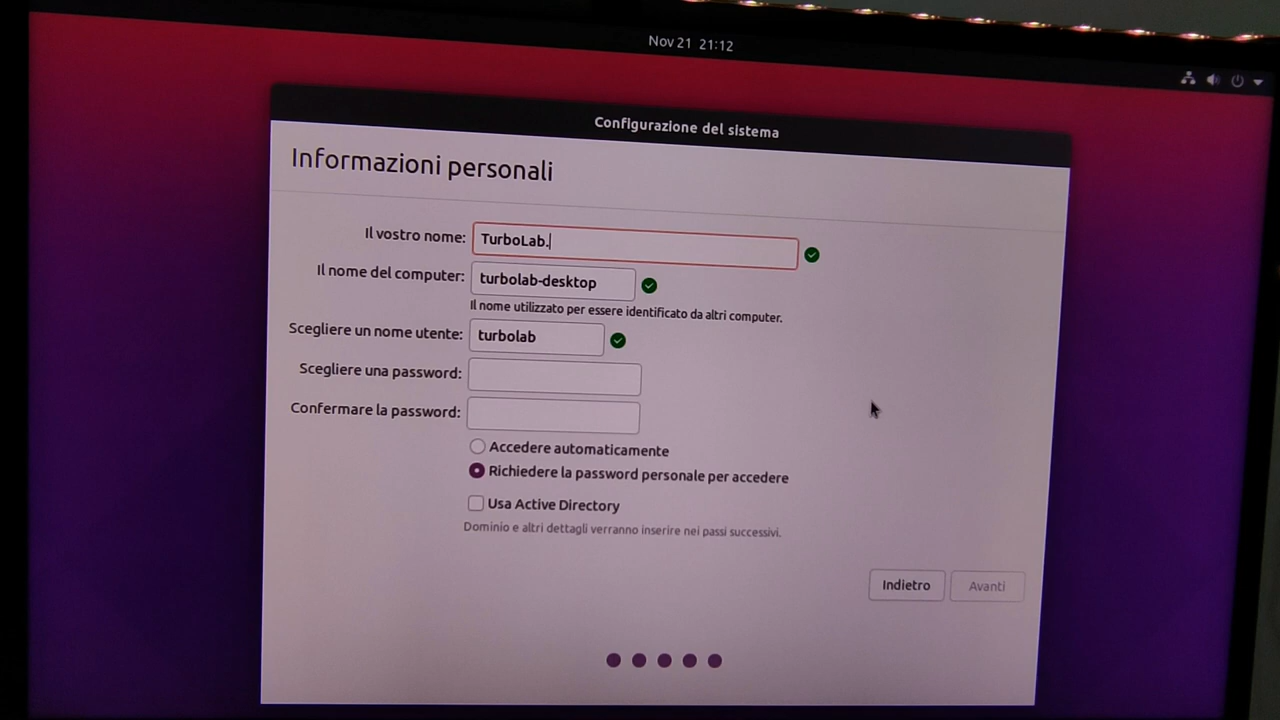 Nov 21 21:12
Configurazione del sistema
Informazioni personali
Il vostro nome: TurboLab.
Il nome del computer: turbolab-desktop
Il nome utilizzato per essere identificato da altri computer.
Scegliere un nome utente: turbolab
Scegliere una password:
Confermare la password:
Accedere automaticamente
Richiedere la password personale per accedere
Usa Active Directory
Dominio e altri dettagli verranno inserire nei passi successivi.
Indietro Avanti